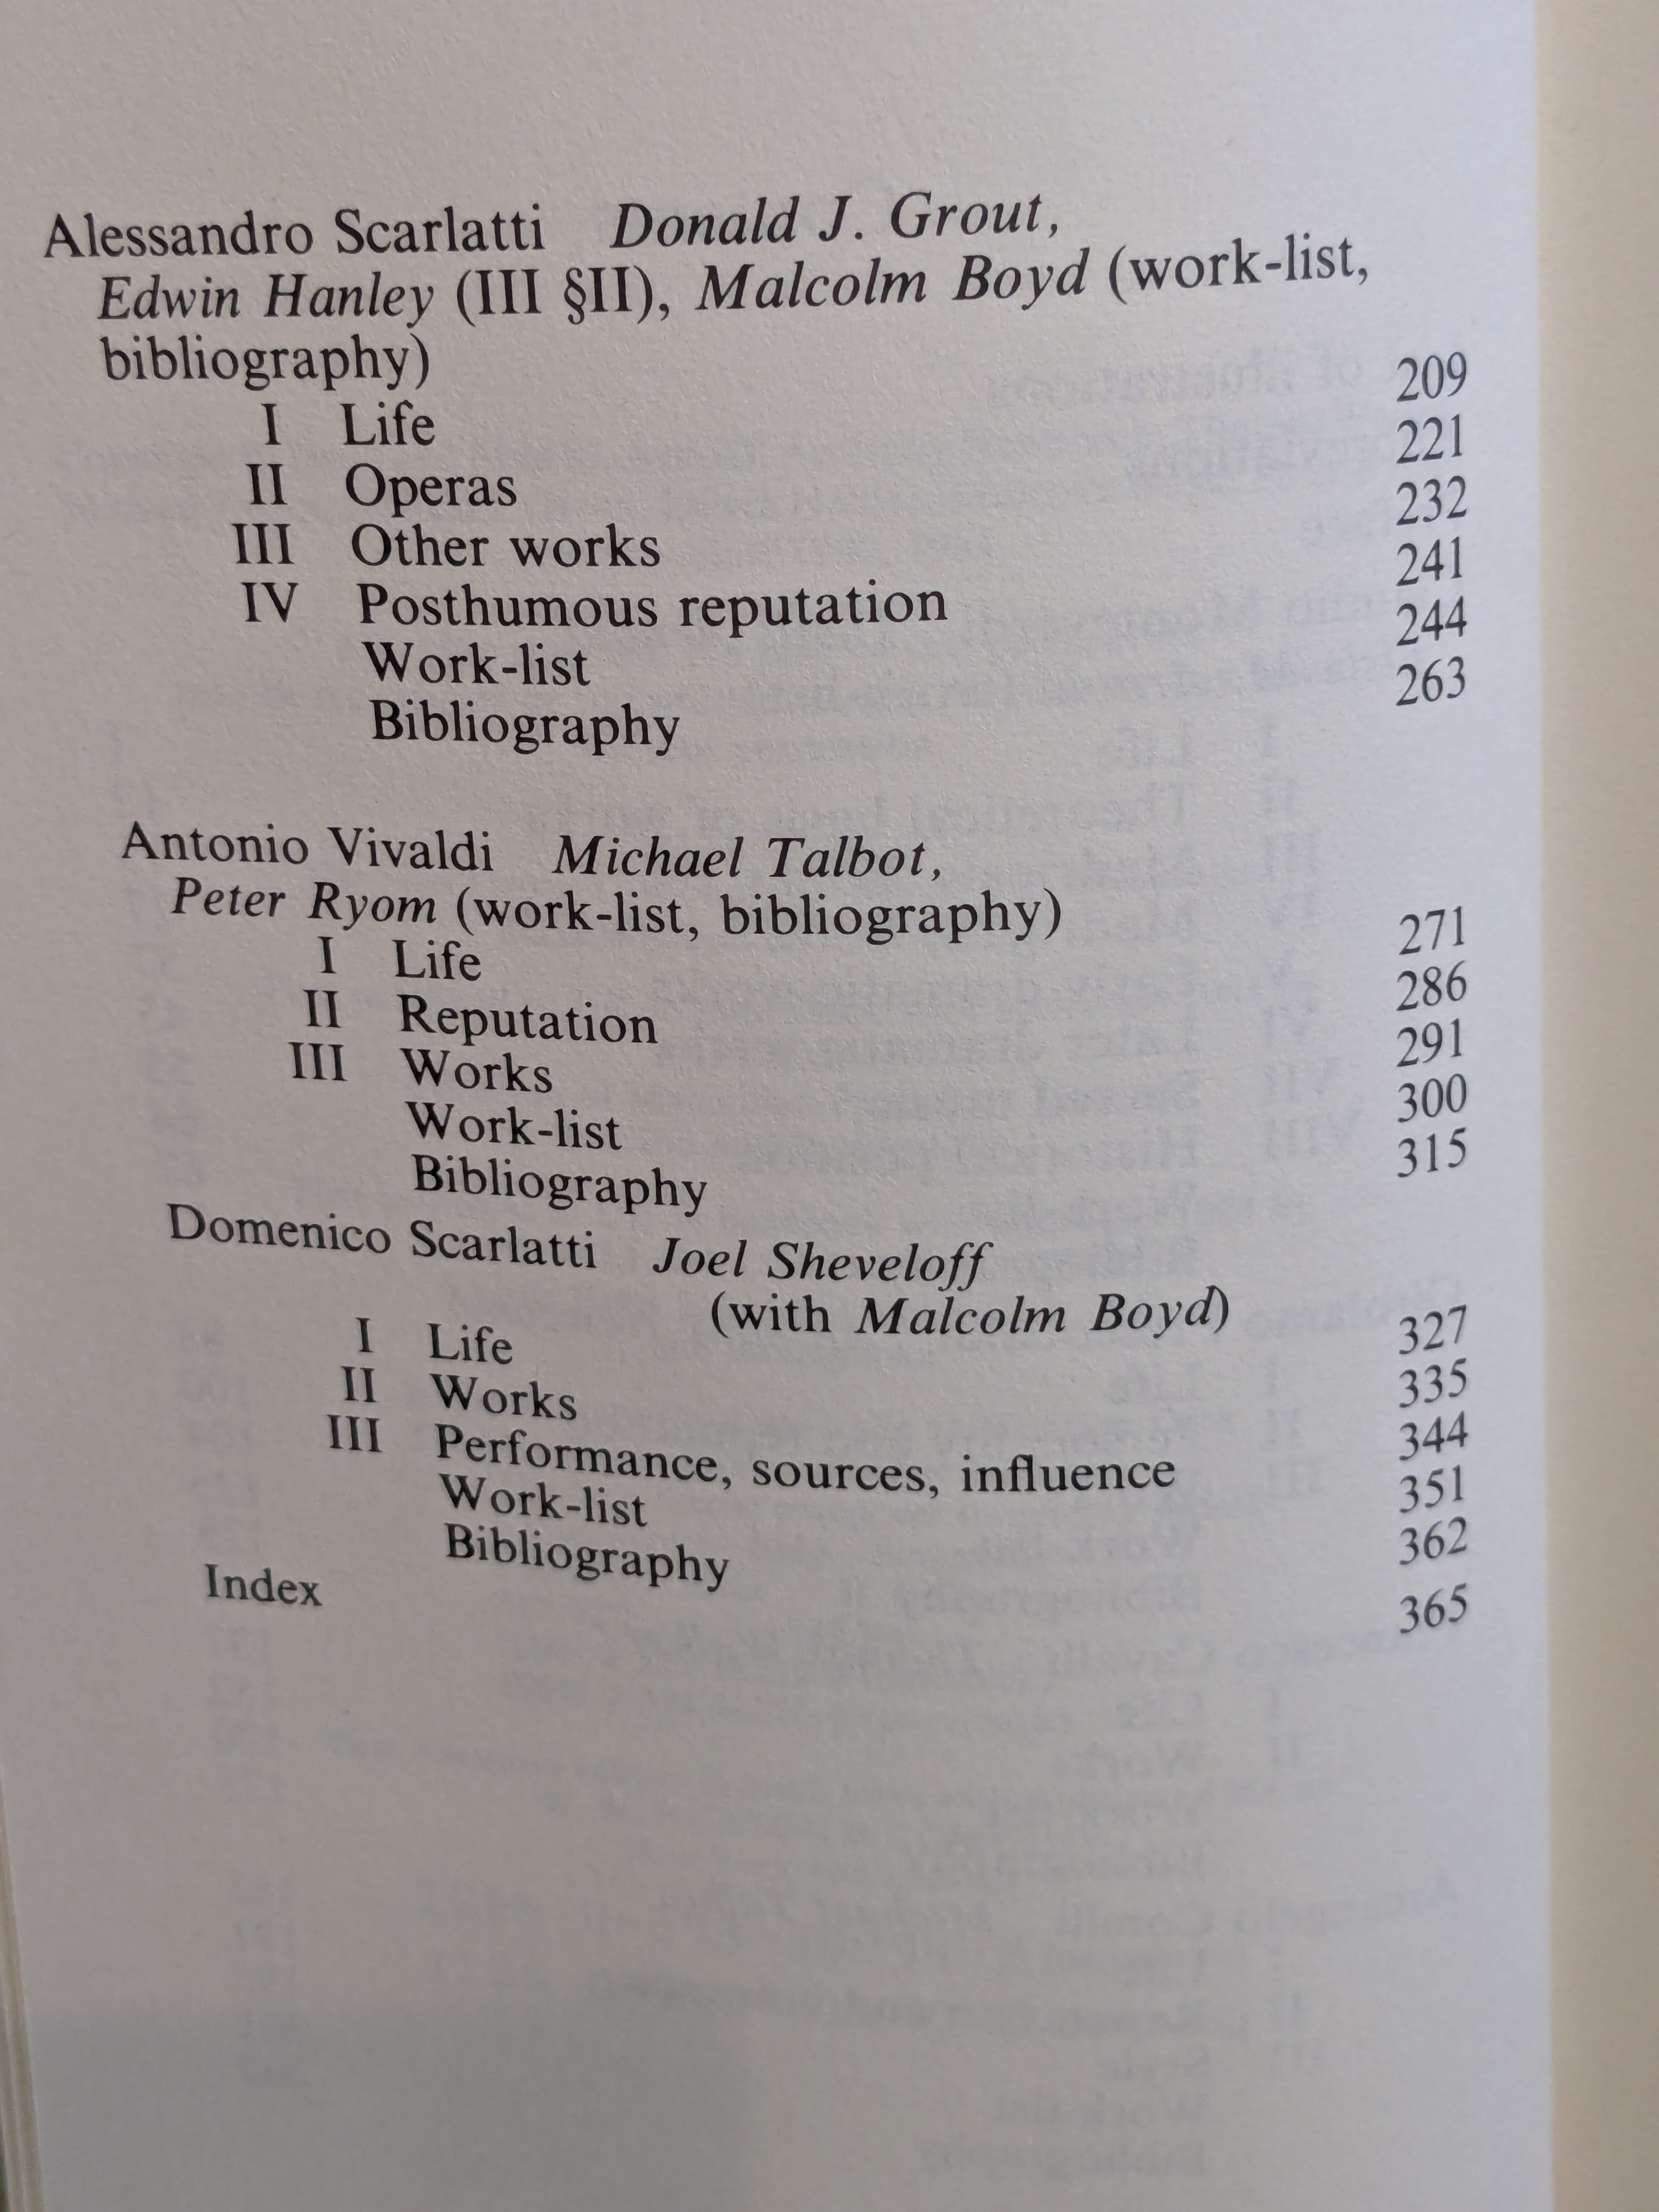 Alessandro Scarlatti Donald J. Grout,
Edwin Hanley (III §II), Malcolm Boyd (work-list,
bibliography)
I Life 209
II Operas 221
III Other works 232
IV Posthumous reputation 241
Work-list 244
Bibliography 263
Antonio Vivaldi Michael Talbot,
Peter Ryom (work-list, bibliography)
I Life 271
II Reputation 286
III Works 291
Work-list 300
Bibliography 315
Domenico Scarlatti Joel Sheveloff
(with Malcolm Boyd)
I Life 327
II Works 335
III Performance, sources, influence 344
Work-list 351
Bibliography 362
Index 365